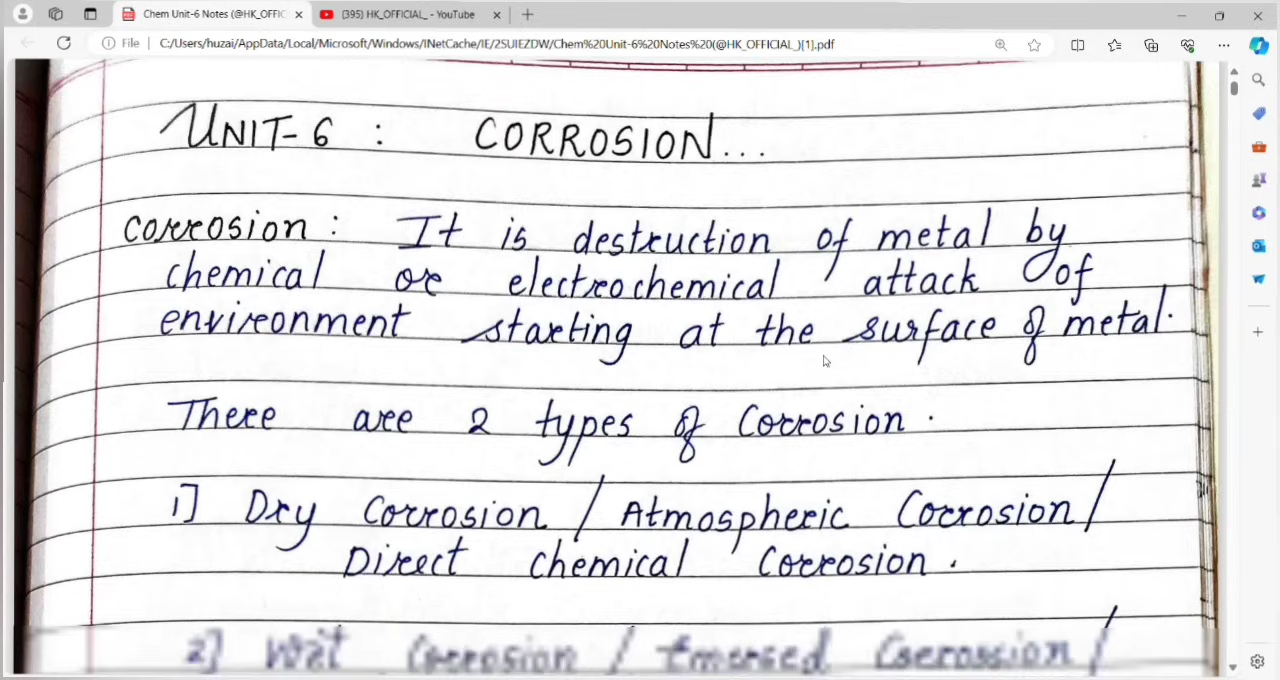 Chem Unit-6 Notes (@HK_OFFIC
(395) HK_OFFICIAL_ - YouTube
File | C:/Users/huzai/AppData/Local/Microsoft/Windows/INetCache/IE/2SUIEZDW/Chem%20Unit-6%20Notes%20(@HK_OFFICIAL_)[1].pdf
UNIT-6 : CORROSION...
corrosion : It is destruction of metal by
chemical or electrochemical attack of
environment starting at the surface of metal.
There are 2 types of Corrosion.
1] Dry Corrosion / Atmospheric Corrosion /
Direct chemical Corrosion.
2] Corrosion /